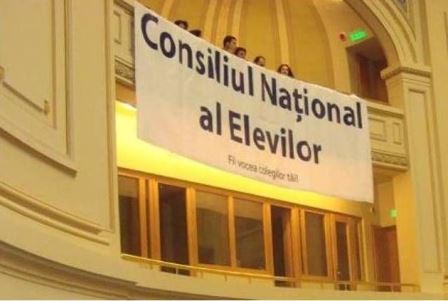 Consiliul Național
al Elevilor
Fii vocea colegilor tăi!